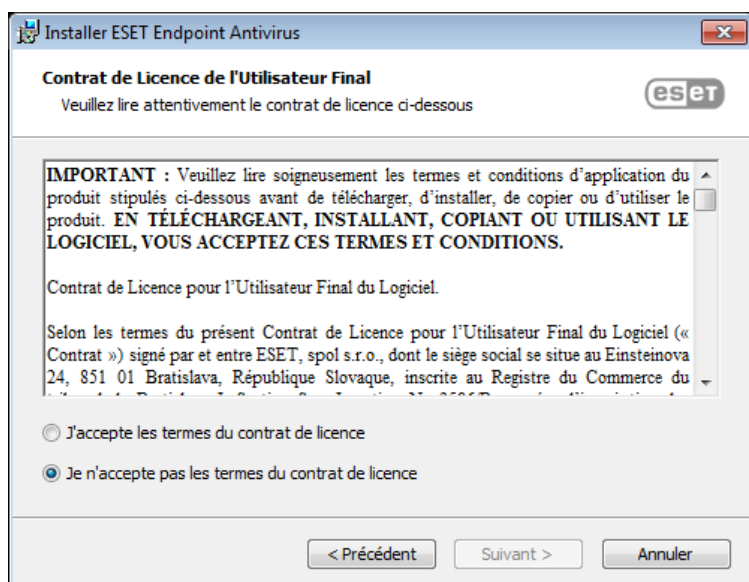 Installer ESET Endpoint Antivirus
Contrat de Licence de l'Utilisateur Final
Veuillez lire attentivement le contrat de licence ci-dessous
eseT
IMPORTANT : Veuillez lire soigneusement les termes et conditions d’application du
produit stipulés ci-dessous avant de télécharger, d’installer, de copier ou d’utiliser le
produit. EN TÉLÉCHARGEANT, INSTALLANT, COPIANT OU UTILISANT LE
LOGICIEL, VOUS ACCEPTEZ CES TERMES ET CONDITIONS.
Contrat de Licence pour l’Utilisateur Final du Logiciel.
Selon les termes du présent Contrat de Licence pour l’Utilisateur Final du Logiciel («
Contrat ») signé par et entre ESET, spol s.r.o., dont le siège social se situe au Einsteinova
24, 851 01 Bratislava, République Slovaque, inscrite au Registre du Commerce du
J'accepte les termes du contrat de licence
Je n'accepte pas les termes du contrat de licence
< Précédent
Suivant >
Annuler